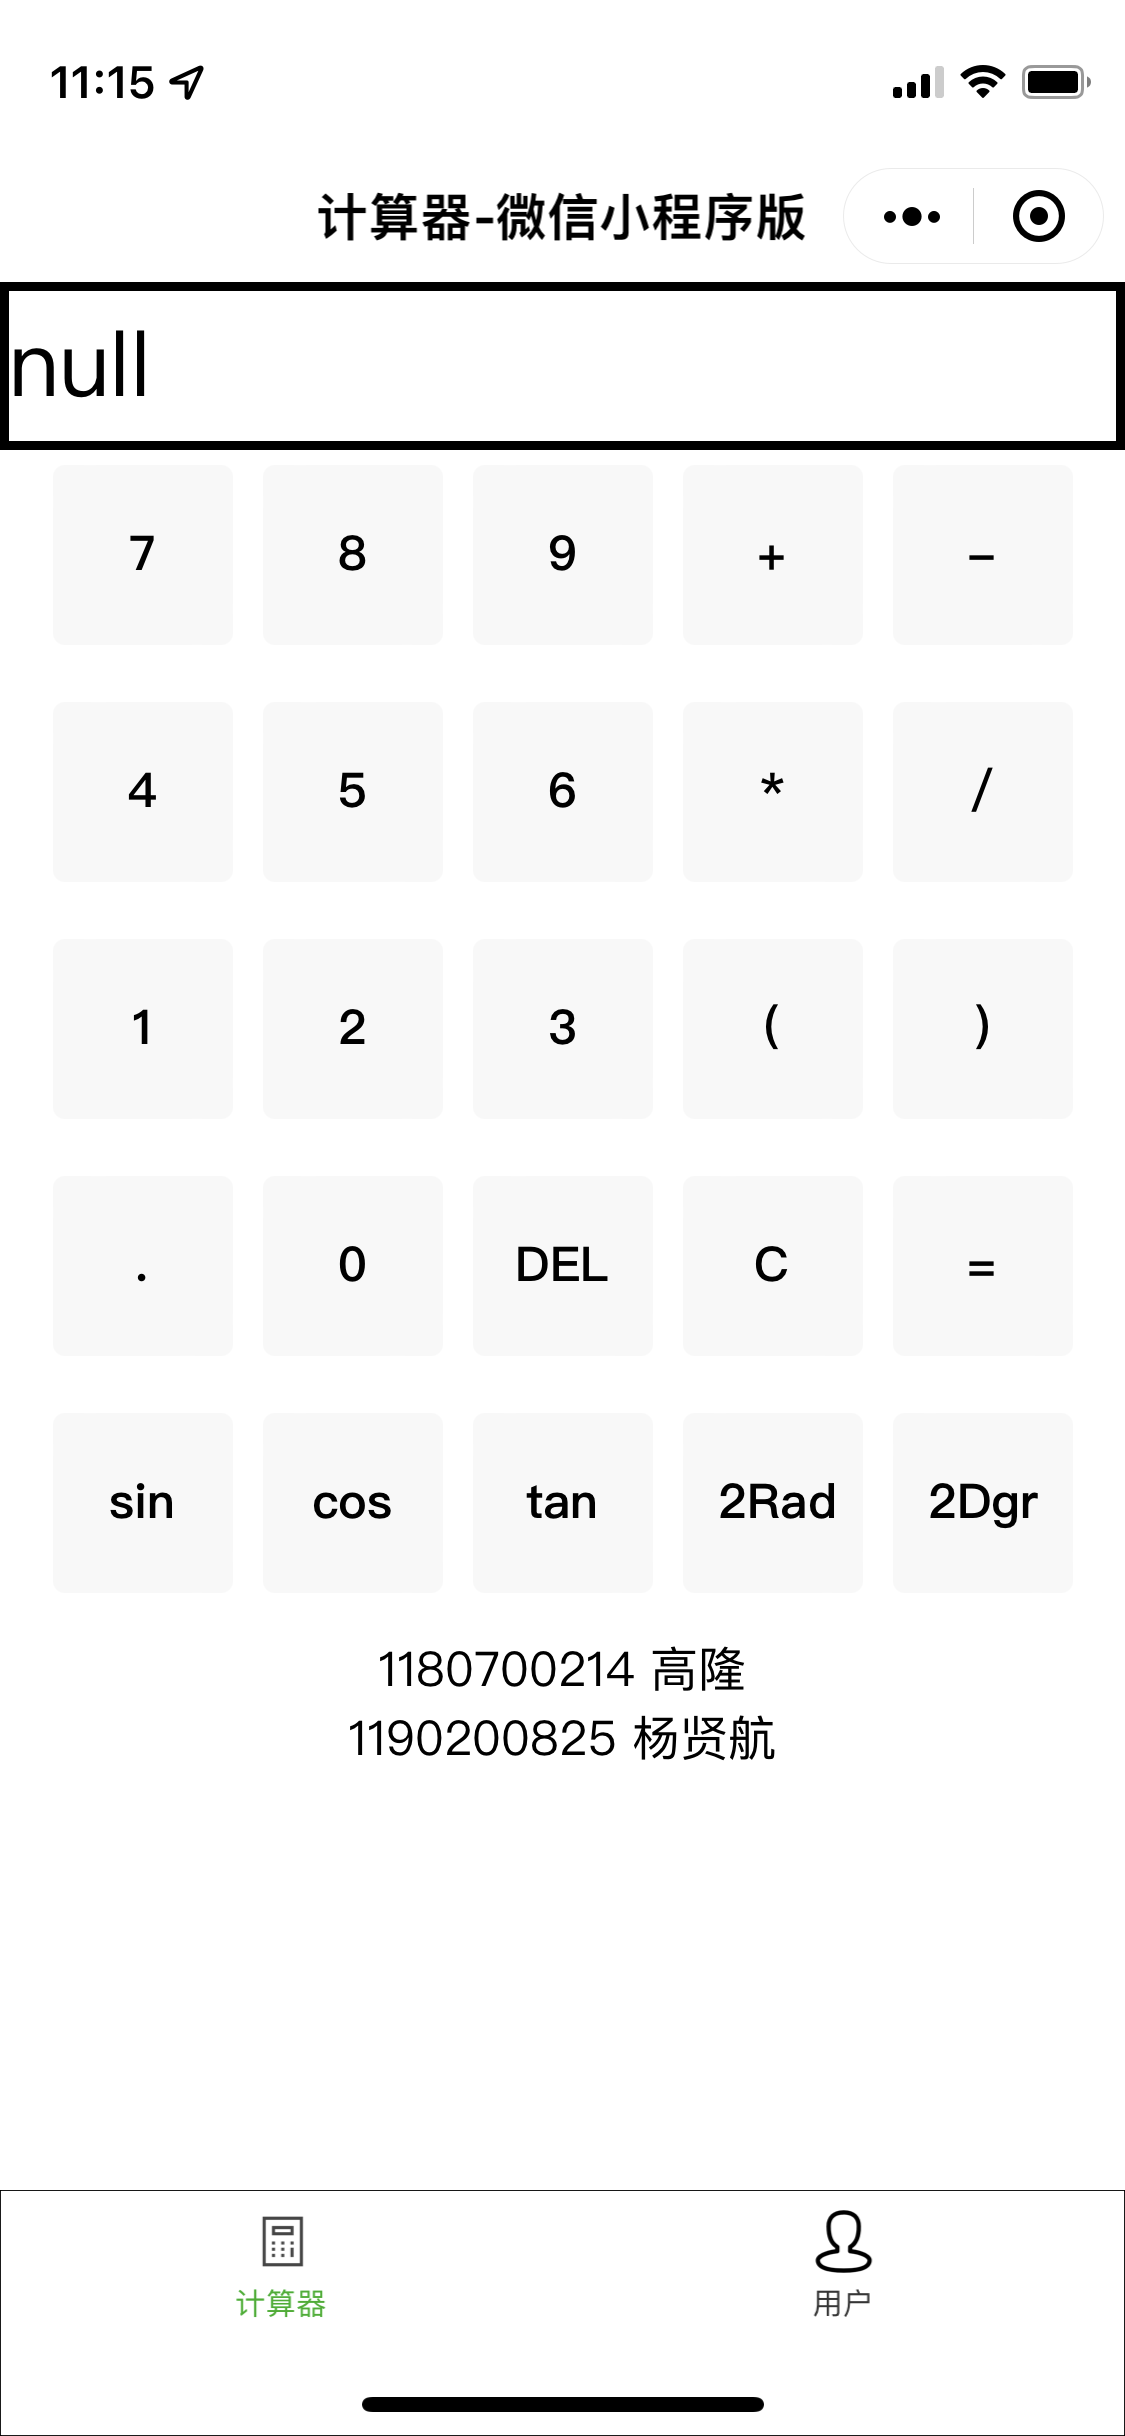 11:15
计算器-微信小程序版
null
7 8 9 + -
4 5 6 * /
1 2 3 ( )
. 0 DEL C =
sin cos tan 2Rad 2Dgr
1180700214 高隆
1190200825 杨贤航
计算器 用户